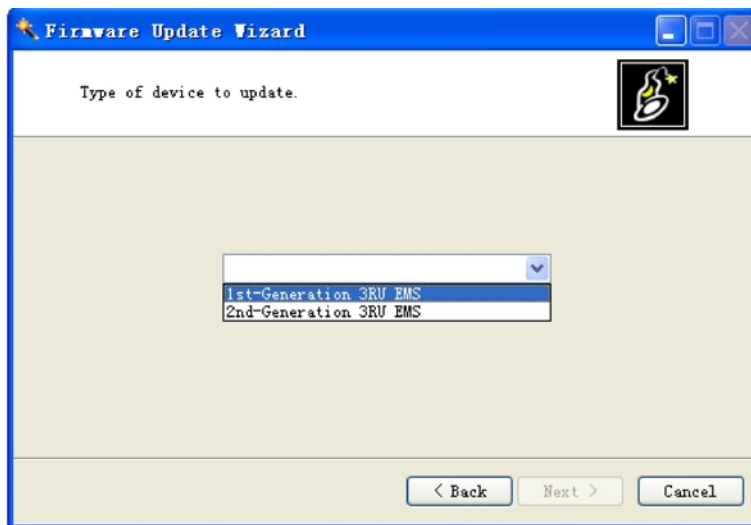 Firmware Update Wizard
Type of device to update.
1st-Generation 3RU EMS
2nd-Generation 3RU EMS
< Back
Next >
Cancel